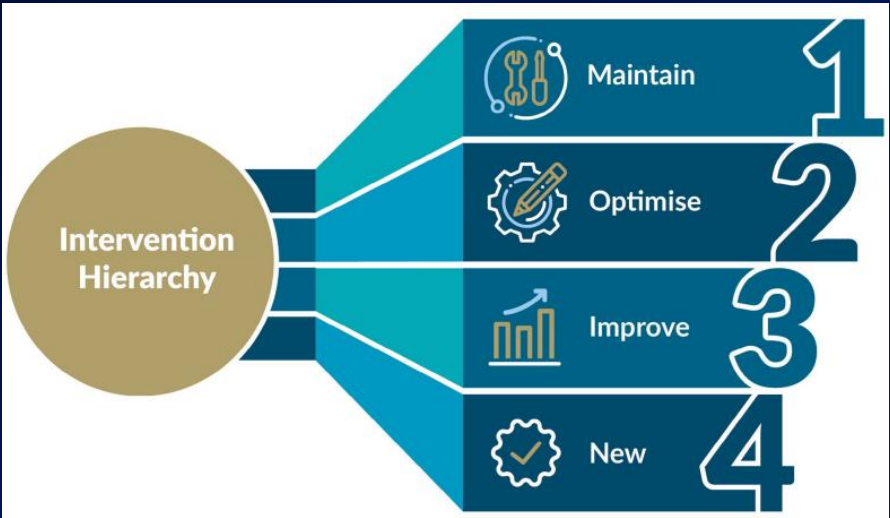 Intervention
Hierarchy
Maintain 1
Optimise 2
Improve 3
New 4